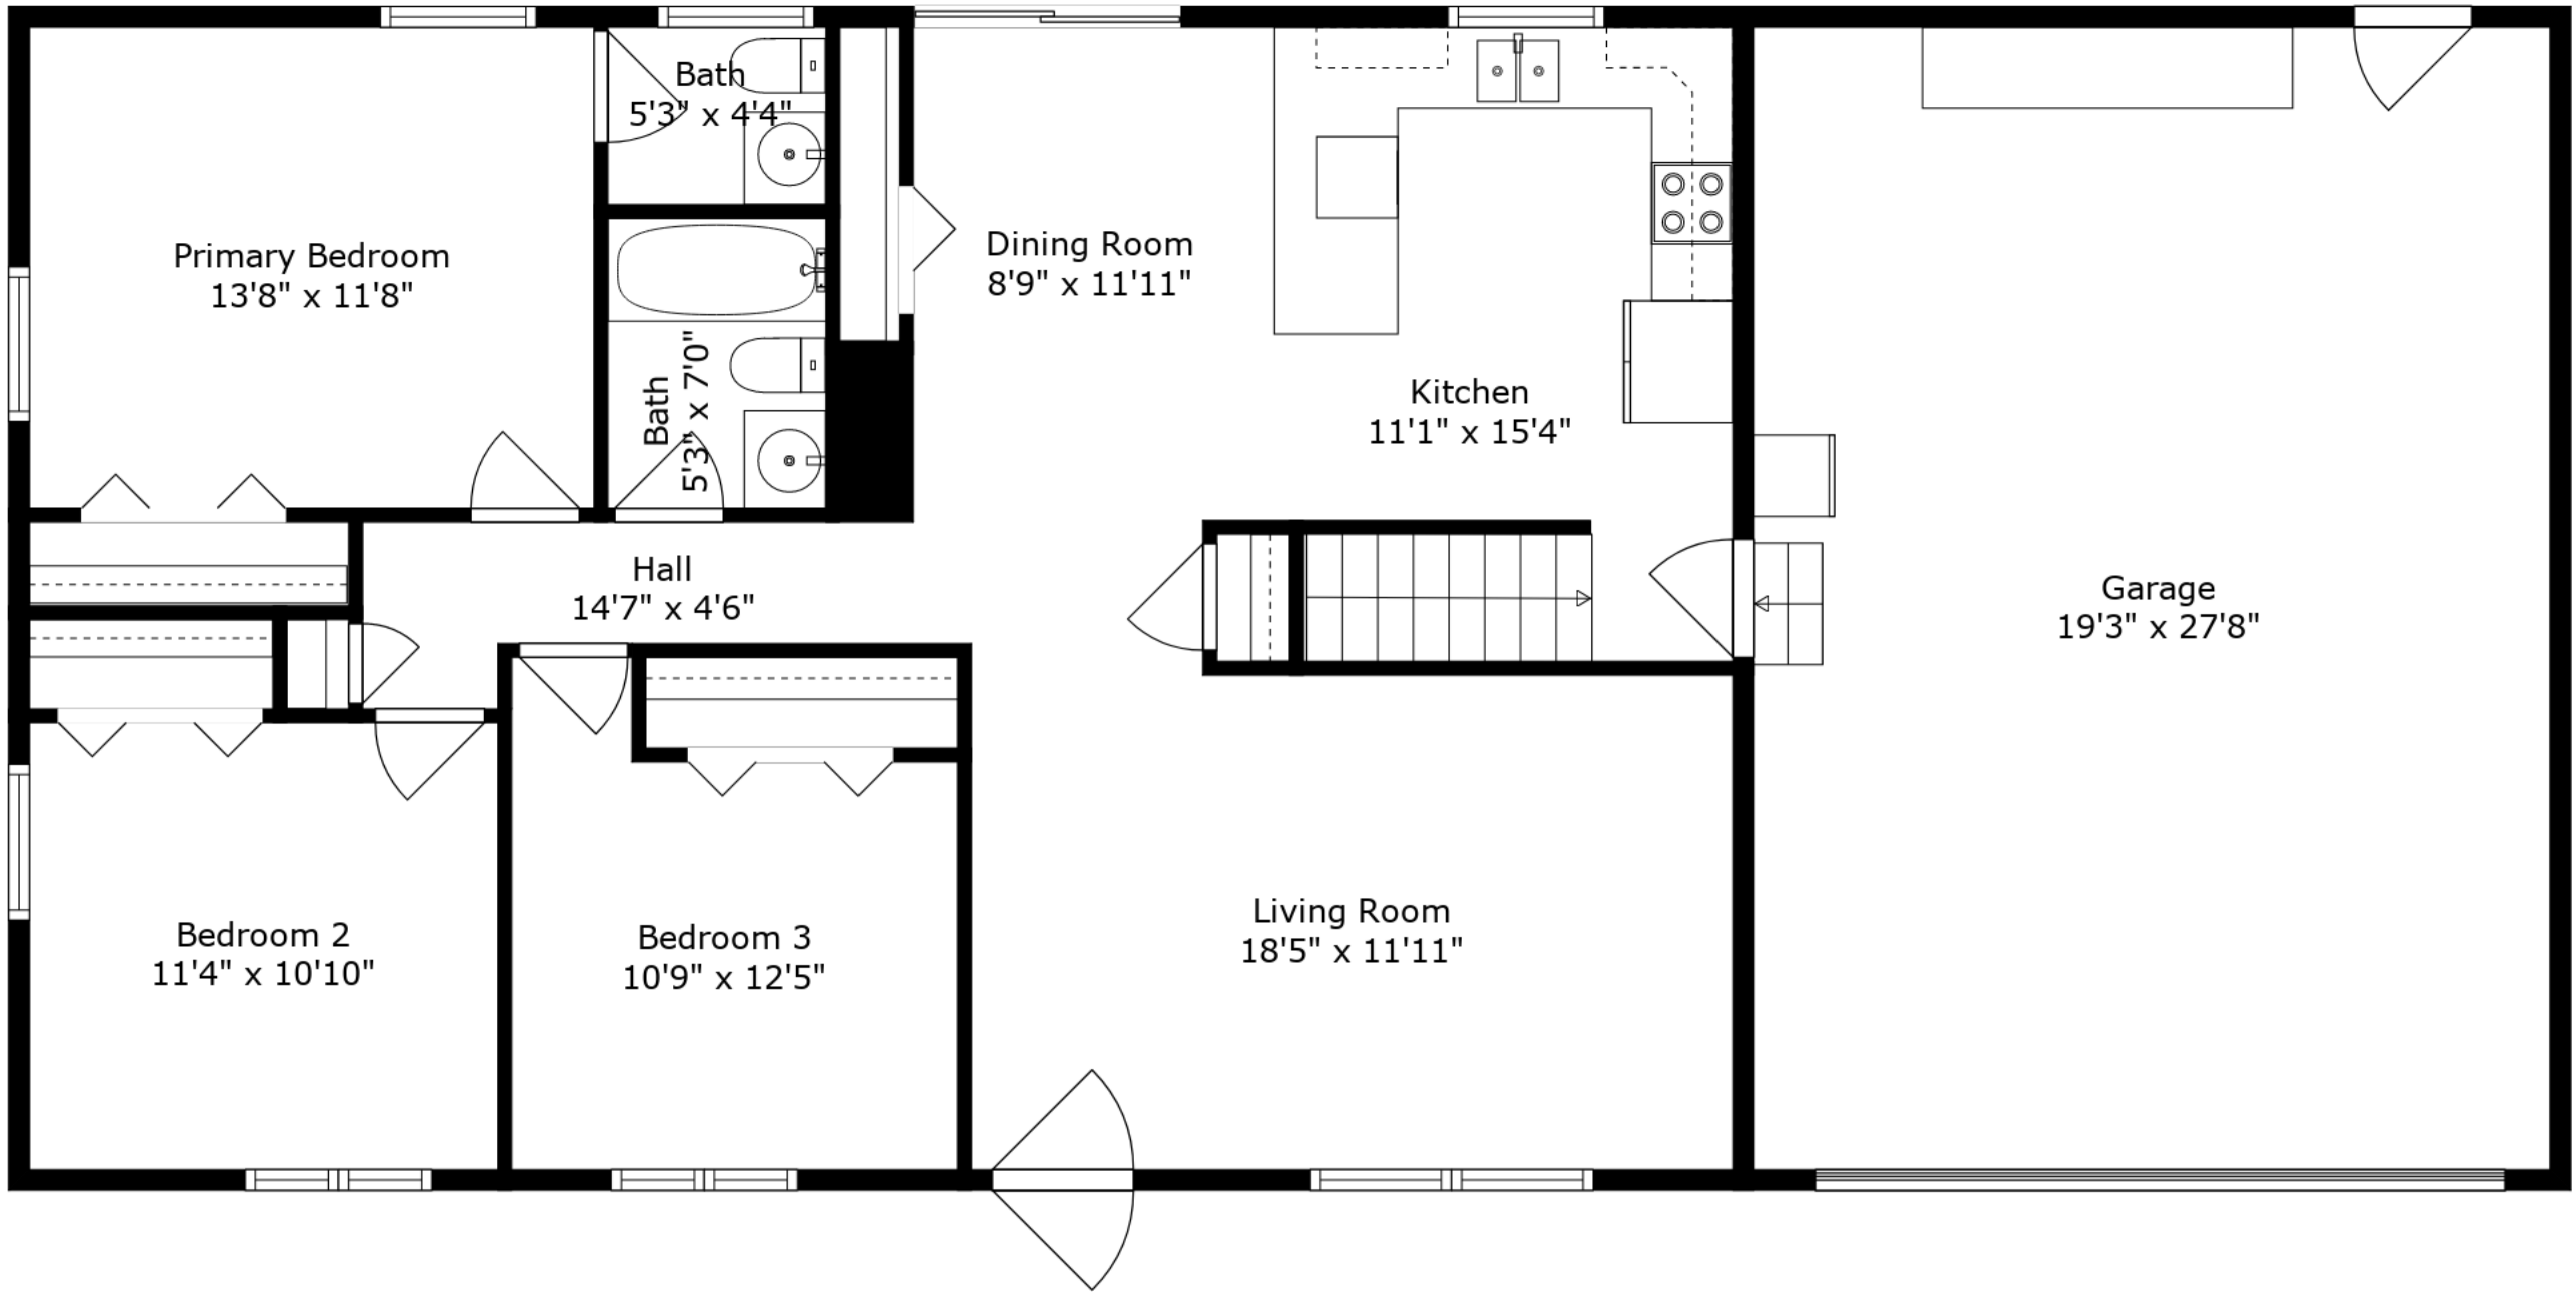 Bath
5'3" x 4'4"
Primary Bedroom
13'8" x 11'8"
Bath
5'3" x 7'0"
Dining Room
8'9" x 11'11"
Kitchen
11'1" x 15'4"
Hall
14'7" x 4'6"
Garage
19'3" x 27'8"
Bedroom 2
11'4" x 10'10"
Bedroom 3
10'9" x 12'5"
Living Room
18'5" x 11'11"